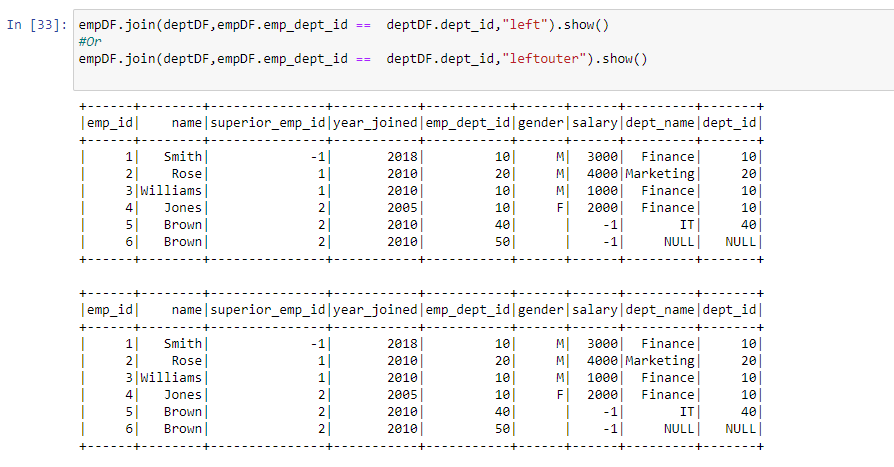 In [33]: empDF.join(deptDF,empDF.emp_dept_id ==  deptDF.dept_id,"left").show()
#Or
empDF.join(deptDF,empDF.emp_dept_id ==  deptDF.dept_id,"leftouter").show()
+------+--------+---------------+-----------+-----------+------+------+---------+-------+
|emp_id|    name|superior_emp_id|year_joined|emp_dept_id|gender|salary|dept_name|dept_id|
+------+--------+---------------+-----------+-----------+------+------+---------+-------+
|     1|   Smith|             -1|       2018|         10|     M|  3000|  Finance|     10|
|     2|    Rose|              1|       2010|         20|     M|  4000|Marketing|     20|
|     3|Williams|              1|       2010|         10|     M|  1000|  Finance|     10|
|     4|   Jones|              2|       2005|         10|     F|  2000|  Finance|     10|
|     5|   Brown|              2|       2010|         40|      |    -1|       IT|     40|
|     6|   Brown|              2|       2010|         50|      |    -1|     NULL|   NULL|
+------+--------+---------------+-----------+-----------+------+------+---------+-------+
+------+--------+---------------+-----------+-----------+------+------+---------+-------+
|emp_id|    name|superior_emp_id|year_joined|emp_dept_id|gender|salary|dept_name|dept_id|
+------+--------+---------------+-----------+-----------+------+------+---------+-------+
|     1|   Smith|             -1|       2018|         10|     M|  3000|  Finance|     10|
|     2|    Rose|              1|       2010|         20|     M|  4000|Marketing|     20|
|     3|Williams|              1|       2010|         10|     M|  1000|  Finance|     10|
|     4|   Jones|              2|       2005|         10|     F|  2000|  Finance|     10|
|     5|   Brown|              2|       2010|         40|      |    -1|       IT|     40|
|     6|   Brown|              2|       2010|         50|      |    -1|     NULL|   NULL|
+------+--------+---------------+-----------+-----------+------+------+---------+-------+